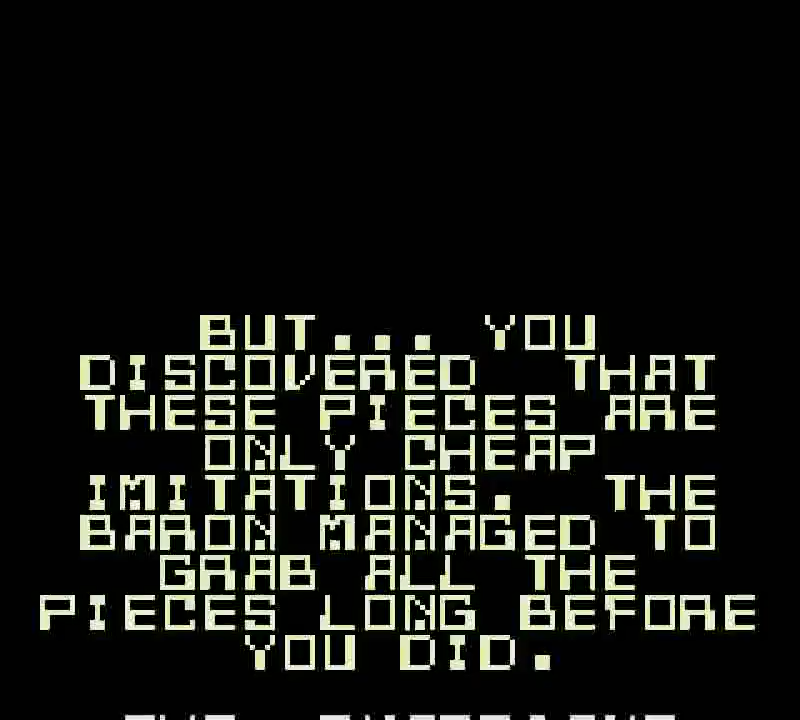 BUT... YOU
DISCOVERED THAT
THESE PIECES ARE
ONLY CHEAP
IMITATIONS. THE
BARON MANAGED TO
GRAB ALL THE
PIECES LONG BEFORE
YOU DID.